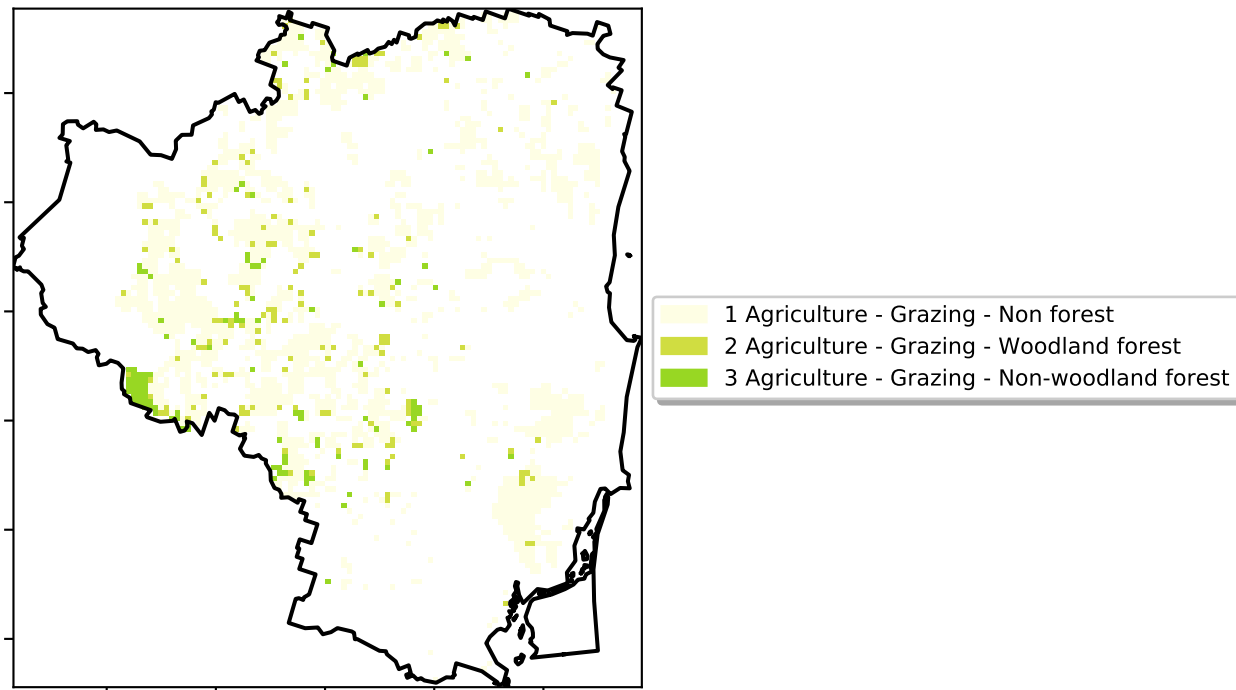 1 Agriculture - Grazing - Non forest
2 Agriculture - Grazing - Woodland forest
3 Agriculture - Grazing - Non-woodland forest